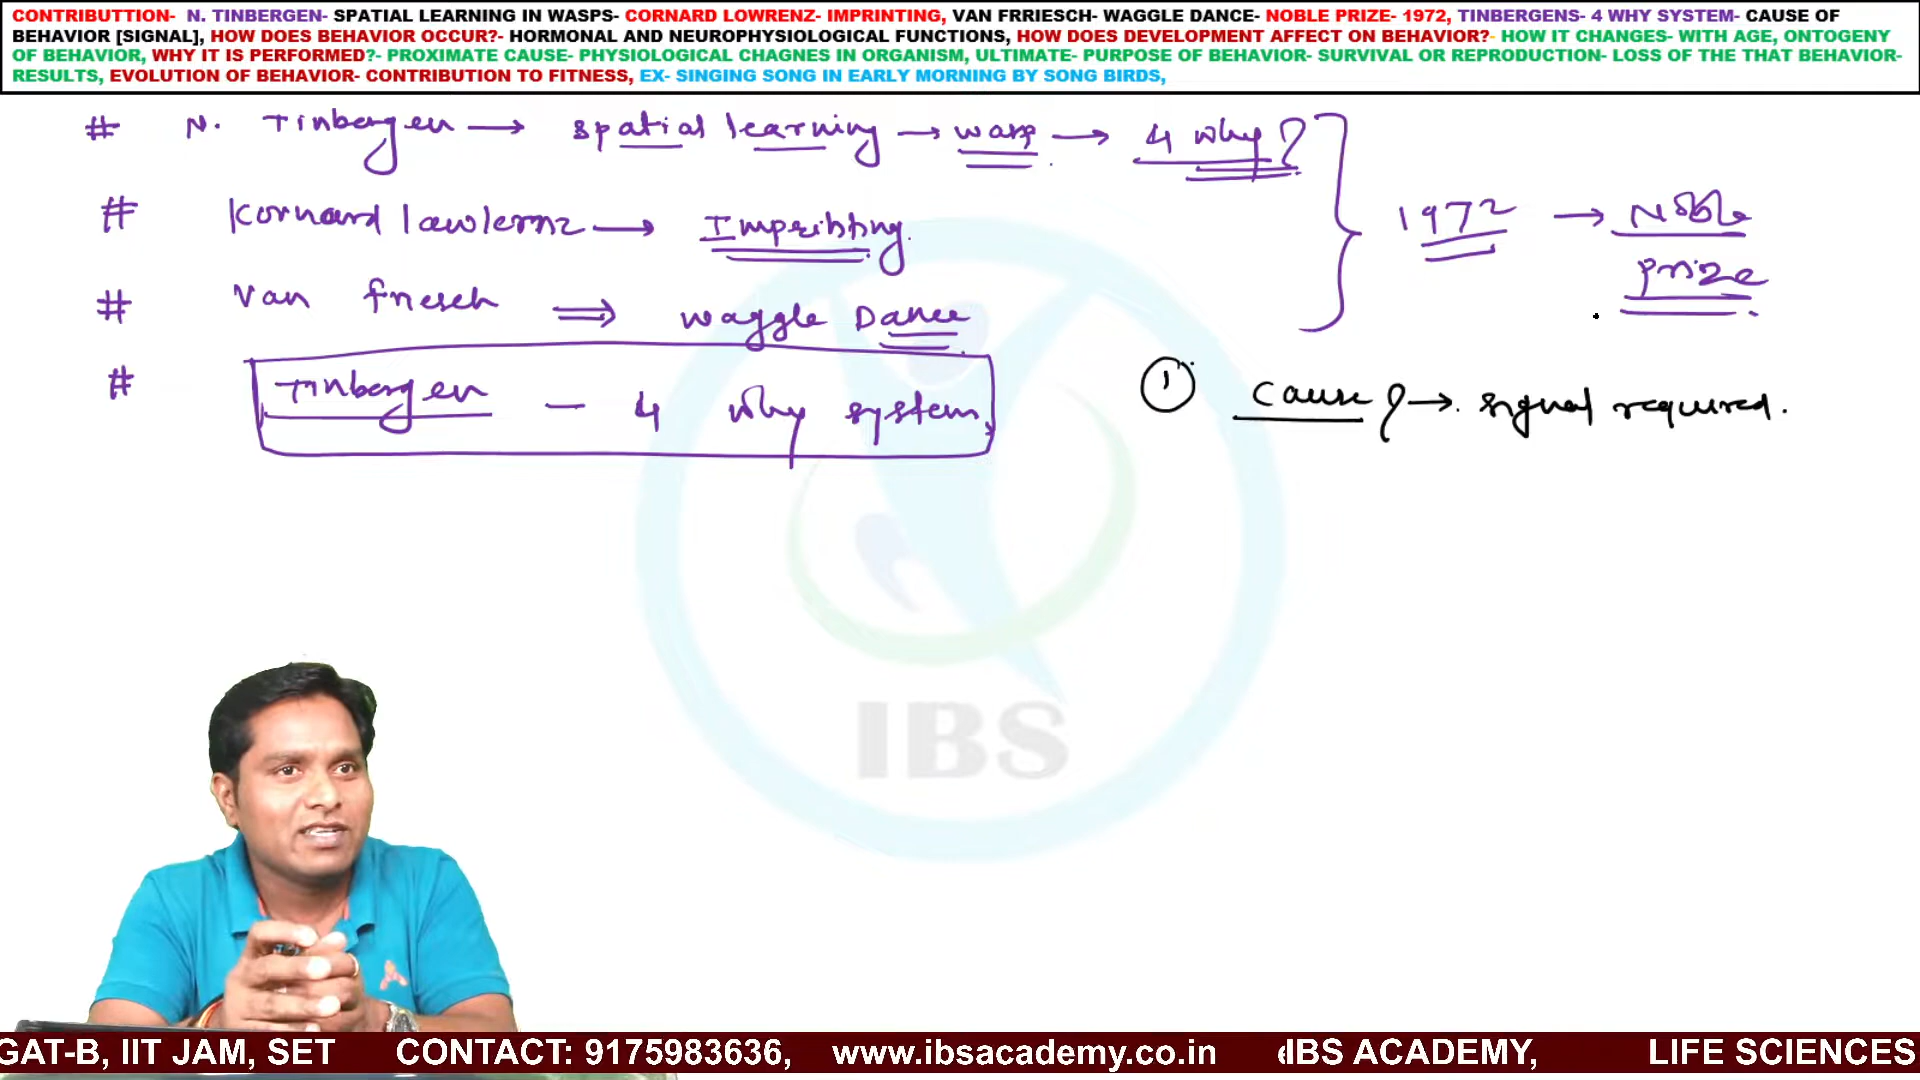 CONTRIBUTTION- N. TINBERGEN- SPATIAL LEARNING IN WASPS- CORNARD LOWRENZ- IMPRINTING, VAN FRRIESCH- WAGGLE DANCE- NOBLE PRIZE- 1972, TINBERGENS- 4 WHY SYSTEM- CAUSE OF
BEHAVIOR [SIGNAL], HOW DOES BEHAVIOR OCCUR?- HORMONAL AND NEUROPHYSIOLOGICAL FUNCTIONS, HOW DOES DEVELOPMENT AFFECT ON BEHAVIOR?- HOW IT CHANGES- WITH AGE, ONTOGENY
OF BEHAVIOR, WHY IT IS PERFORMED?- PROXIMATE CAUSE- PHYSIOLOGICAL CHAGNES IN ORGANISM, ULTIMATE- PURPOSE OF BEHAVIOR- SURVIVAL OR REPRODUCTION- LOSS OF THE THAT BEHAVIOR-
RESULTS, EVOLUTION OF BEHAVIOR- CONTRIBUTION TO FITNESS, EX- SINGING SONG IN EARLY MORNING BY SONG BIRDS,
# N. Tinbergen → spatial learning → wasp → 4 why?
# Kornard → Impribting.
1972 → Noble
prize
# Van friesch ⇒ waggle Dance
# Tinbergen - 4 why system
① Cause? → signal required.
IBS
GAT-B, IIT JAM, SET CONTACT: 9175983636, www.ibsacademy.co.in IBS ACADEMY, LIFE SCIENCES